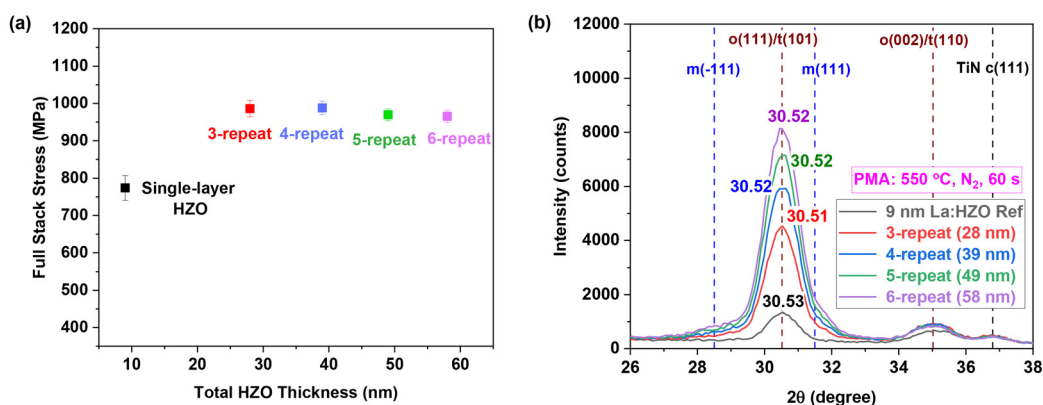 (a)
1200
1100
1000
900
800
700
600
500
400
Full Stack Stress (MPa)
3-repeat
4-repeat
5-repeat
6-repeat
Single-layer
HZO
0
10
20
30
40
50
60
Total HZO Thickness (nm)
(b)
12000
10000
8000
6000
4000
2000
0
Intensity (counts)
o(111)/t(101)
o(002)/t(110)
m(-111)
m(111)
TiN c(111)
30.52
30.52
30.52
30.51
30.53
PMA: 550 ºC, N₂, 60 s
9 nm La:HZO Ref
3-repeat (28 nm)
4-repeat (39 nm)
5-repeat (49 nm)
6-repeat (58 nm)
26
28
30
32
34
36
38
2θ (degree)